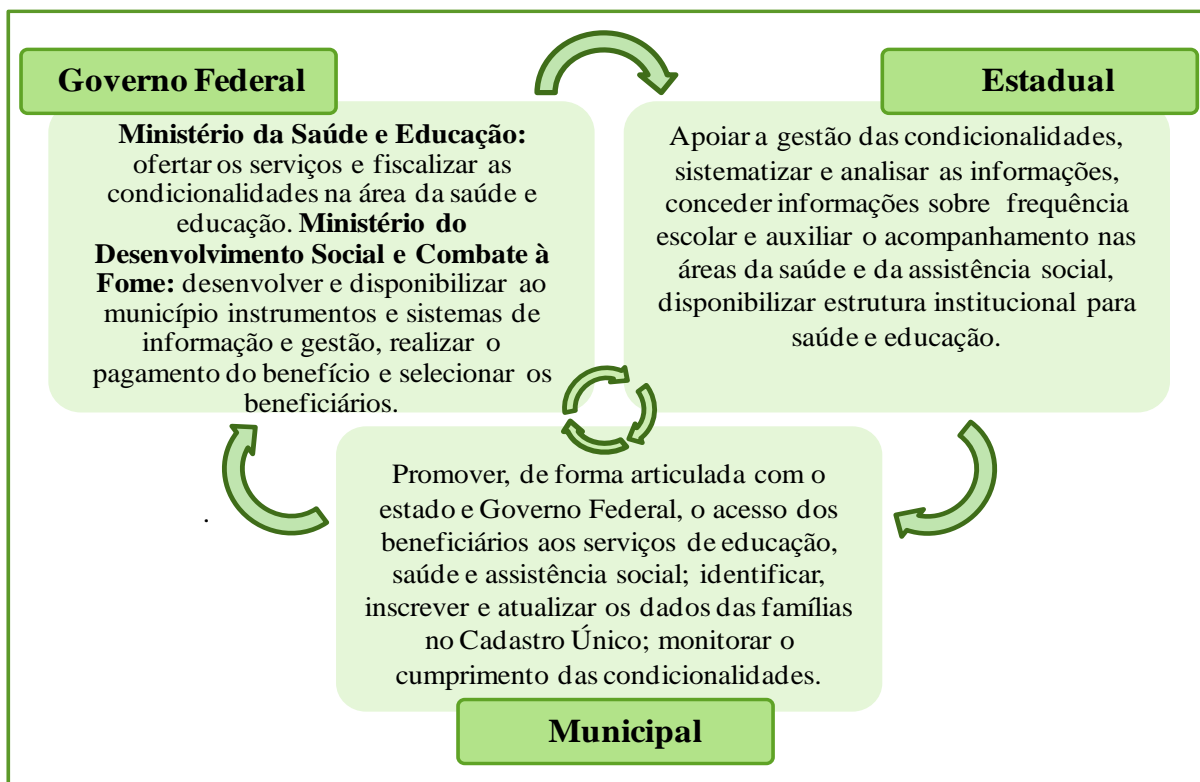 Governo Federal
Ministério da Saúde e Educação:
ofertar os serviços e fiscalizar as
condicionalidades na área da saúde e
educação. Ministério do
Desenvolvimento Social e Combate à
Fome: desenvolver e disponibilizar ao
município instrumentos e sistemas de
informação e gestão, realizar o
pagamento do benefício e selecionar os
beneficiários.
Estadual
Apoiar a gestão das condicionalidades,
sistematizar e analisar as informações,
conceder informações sobre frequência
escolar e auxiliar o acompanhamento nas
áreas da saúde e da assistência social,
disponibilizar estrutura institucional para
saúde e educação.
.
Promover, de forma articulada com o
estado e Governo Federal, o acesso dos
beneficiários aos serviços de educação,
saúde e assistência social; identificar,
inscrever e atualizar os dados das famílias
no Cadastro Único; monitorar o
cumprimento das condicionalidades.
Municipal